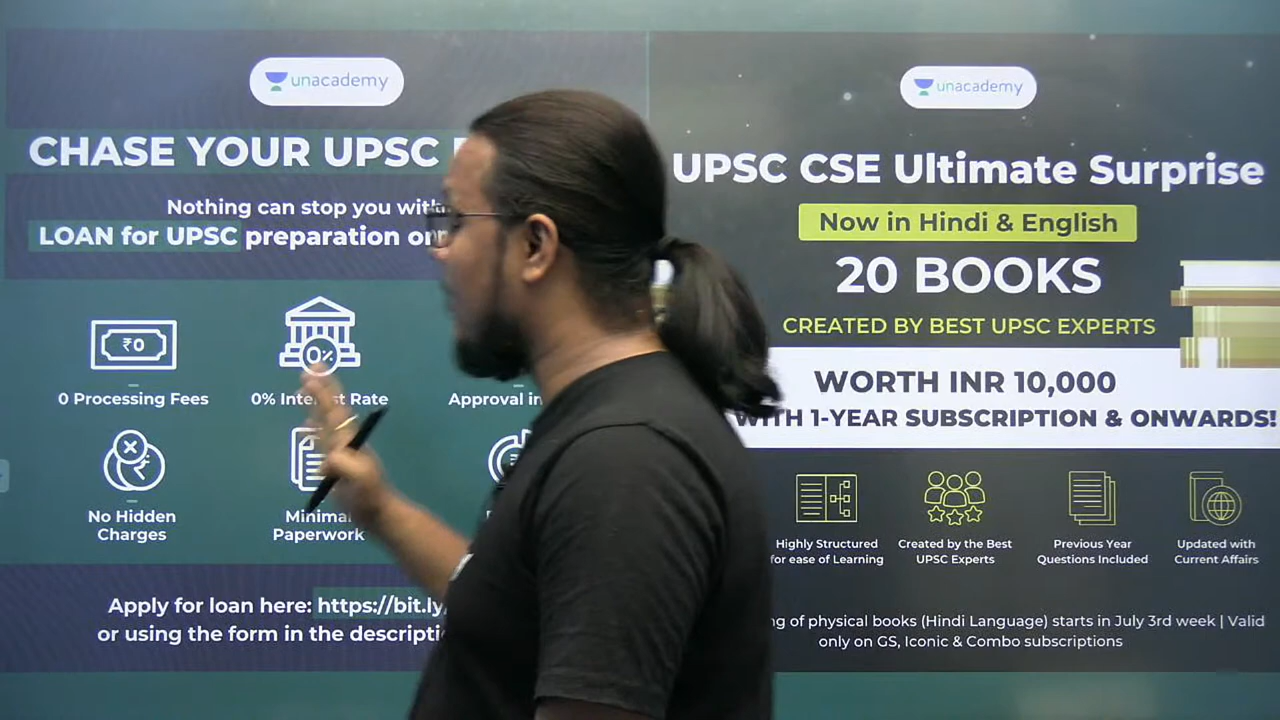 unacademy
CHASE YOUR UPSC
Nothing can stop you
LOAN for UPSC preparation
₹0
0%
0 Processing Fees
0% Interest Rate
Approval
No Hidden
Charges
Minimal
Paperwork
Apply for loan here: https://bit.ly
or using the form in the
unacademy
UPSC CSE Ultimate Surprise
Now in Hindi & English
20 BOOKS
CREATED BY BEST UPSC EXPERTS
WORTH INR 10,000
WITH 1-YEAR SUBSCRIPTION & ONWARDS!
Highly Structured
for ease of Learning
Created by the Best
UPSC Experts
Previous Year
Questions Included
Updated with
Current Affairs
of physical books (Hindi Language) starts in July 3rd week | Valid
only on GS, Iconic & Combo subscriptions